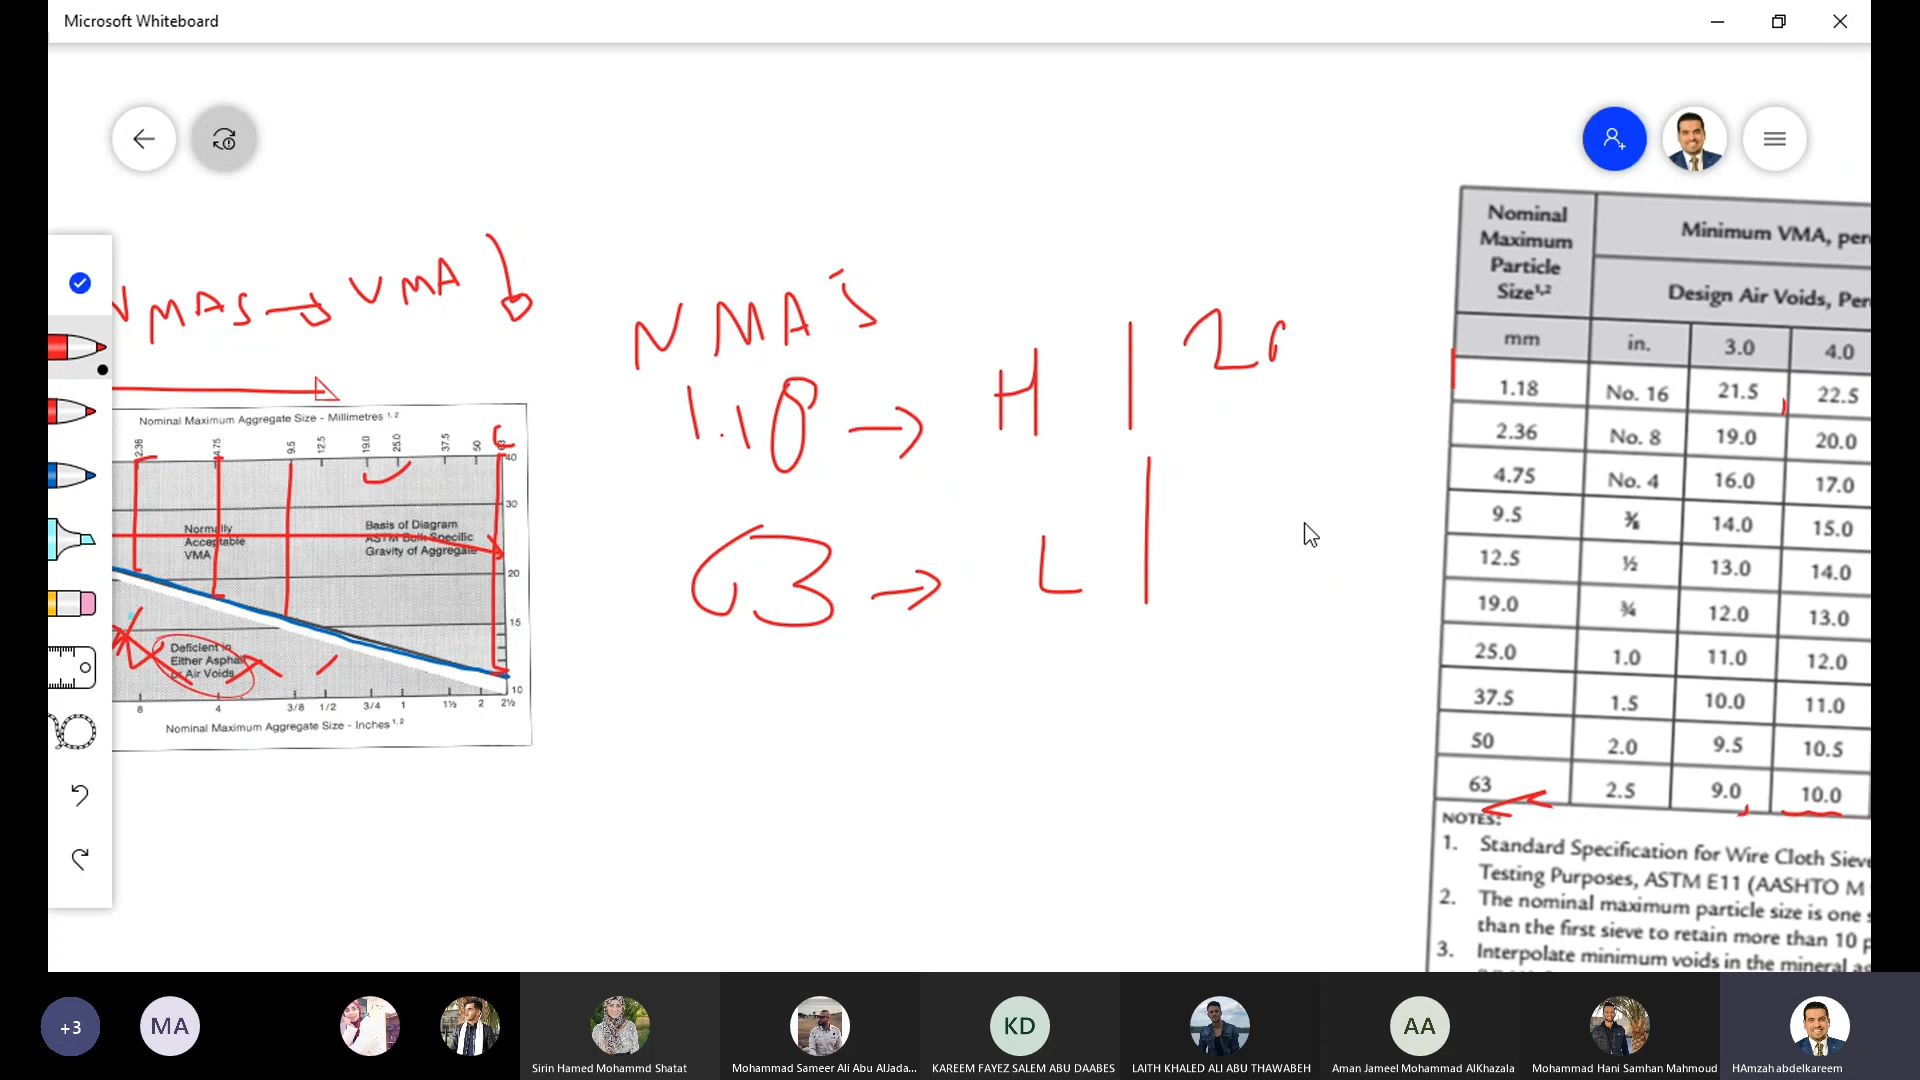 Microsoft Whiteboard
NMAS → VMA ↓
NMAS
1.18 → H | 20
63 → L |
Nominal Maximum Aggregate Size - Millimetres 1, 2
2.36 4.75 9.5 12.5 19.0 25.0 37.5 50
40
30
Normally
Acceptable
VMA
Basis of Diagram
ASTM Bulk Specific
Gravity of Aggregate
20
15
Deficient in
Either Asphalt
or Air Voids
10
8 4 3/8 1/2 3/4 1 1½ 2 2½
Nominal Maximum Aggregate Size - Inches 1, 2
Nominal
Maximum
Particle
Size1,2
Minimum VMA, per
Design Air Voids, Per
mm in. 3.0 4.0
1.18 No. 16 21.5 22.5
2.36 No. 8 19.0 20.0
4.75 No. 4 16.0 17.0
9.5 ⅜ 14.0 15.0
12.5 ½ 13.0 14.0
19.0 ¾ 12.0 13.0
25.0 1.0 11.0 12.0
37.5 1.5 10.0 11.0
50 2.0 9.5 10.5
63 2.5 9.0 10.0
NOTES:
1. Standard Specification for Wire Cloth Sieve
Testing Purposes, ASTM E11 (AASHTO M
2. The nominal maximum particle size is one s
than the first sieve to retain more than 10 p
3. Interpolate minimum voids in the mineral ag
+3
MA
KD
AA
Sirin Hamed Mohammd Shatat
Mohammad Sameer Ali Abu AlJada...
KAREEM FAYEZ SALEM ABU DAABES
LAITH KHALED ALI ABU THAWABEH
Aman Jameel Mohammad AlKhazala
Mohammad Hani Samhan Mahmoud
HAmzah abdelkareem